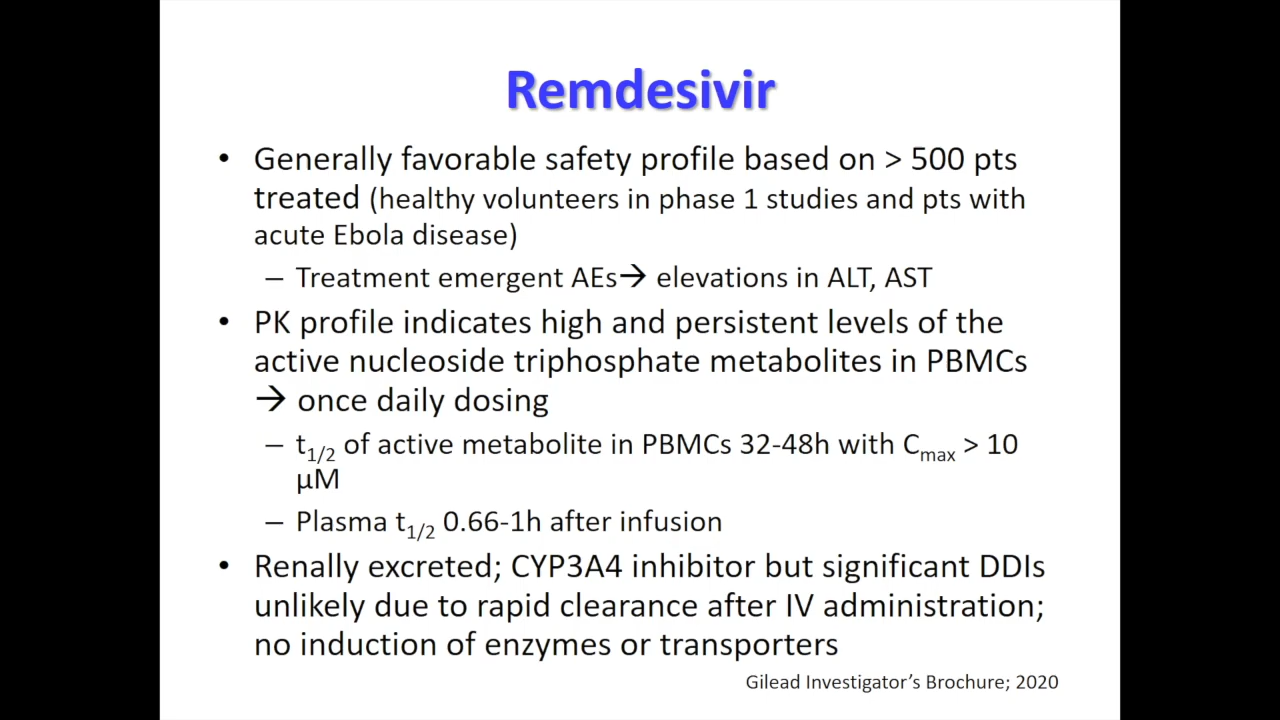 Remdesivir
• Generally favorable safety profile based on > 500 pts
treated (healthy volunteers in phase 1 studies and pts with
acute Ebola disease)
– Treatment emergent AEs→ elevations in ALT, AST
• PK profile indicates high and persistent levels of the
active nucleoside triphosphate metabolites in PBMCs
→ once daily dosing
– t1/2 of active metabolite in PBMCs 32-48h with Cmax > 10
µM
– Plasma t1/2 0.66-1h after infusion
• Renally excreted; CYP3A4 inhibitor but significant DDIs
unlikely due to rapid clearance after IV administration;
no induction of enzymes or transporters
Gilead Investigator’s Brochure; 2020